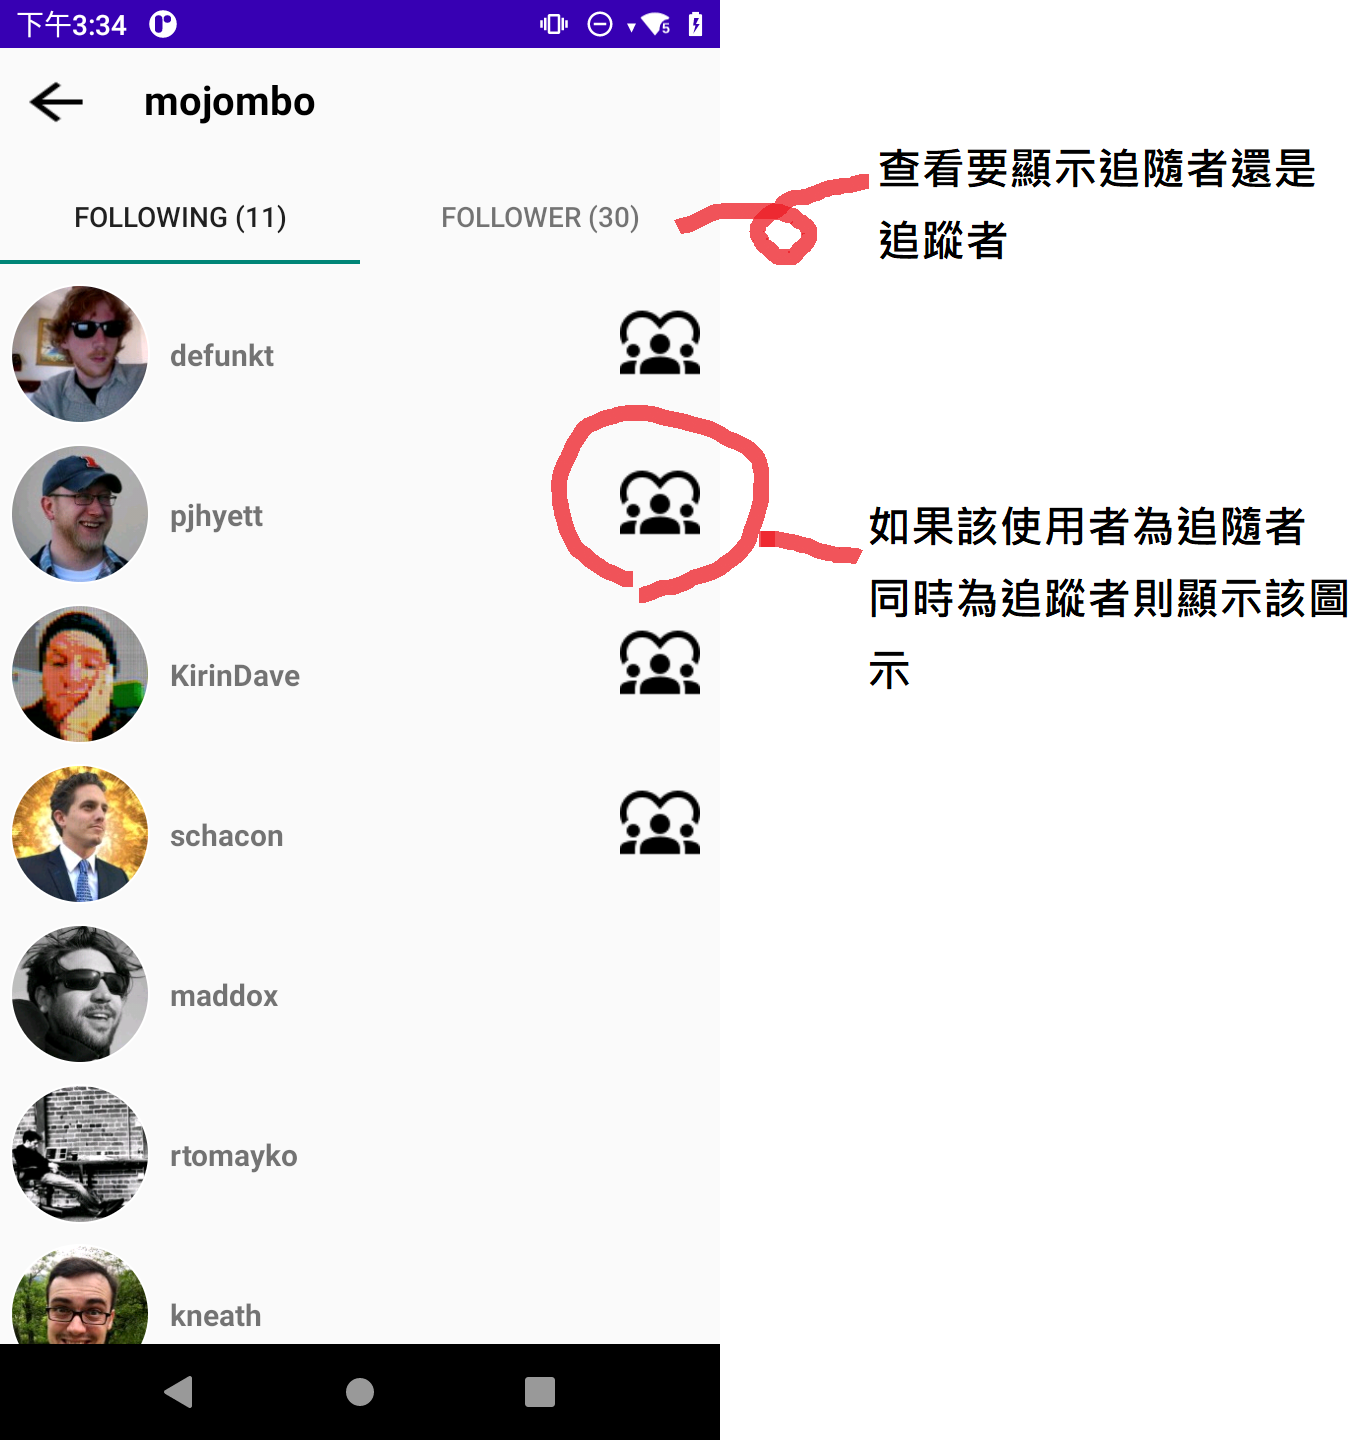 下午3:34
5
mojombo
FOLLOWING (11)
FOLLOWER (30)
查看要顯示追隨者還是
追蹤者
defunkt
pjhyett
如果該使用者為追隨者
同時為追蹤者則顯示該圖
示
KirinDave
schacon
maddox
rtomayko
kneath